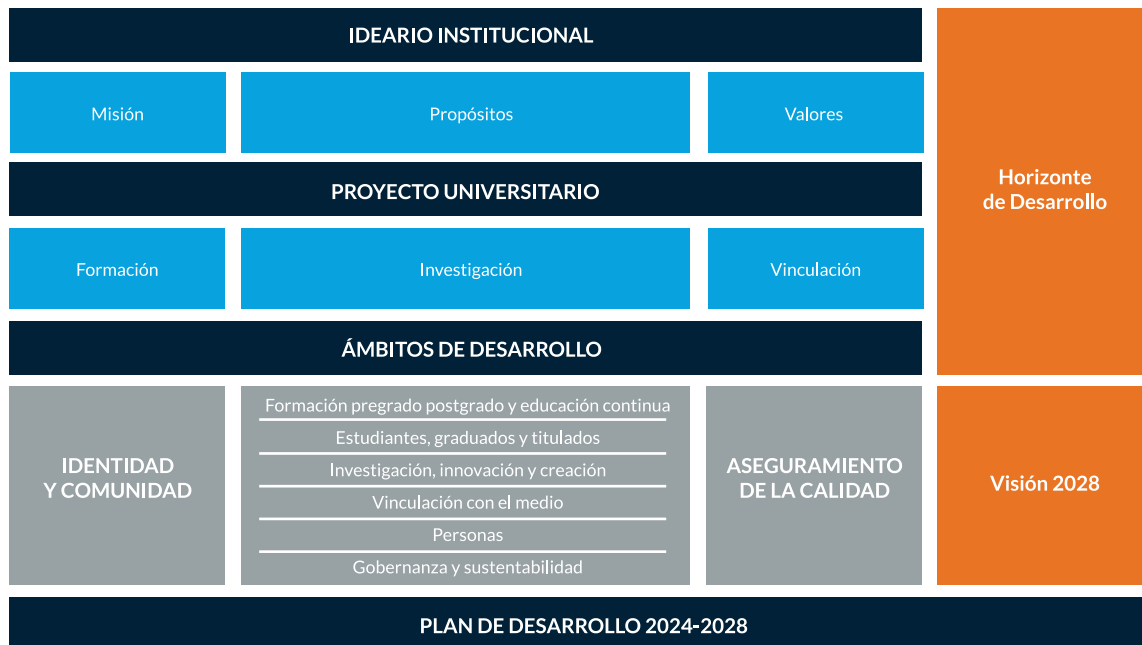 IDEARIO INSTITUCIONAL
Misión
Propósitos
Valores
PROYECTO UNIVERSITARIO
Formación
Investigación
Vinculación
Horizonte
de Desarrollo
ÁMBITOS DE DESARROLLO
IDENTIDAD
Y COMUNIDAD
Formación pregrado postgrado y educación continua
Estudiantes, graduados y titulados
Investigación, innovación y creación
Vinculación con el medio
Personas
Gobernanza y sustentabilidad
ASEGURAMIENTO
DE LA CALIDAD
Visión 2028
PLAN DE DESARROLLO 2024-2028